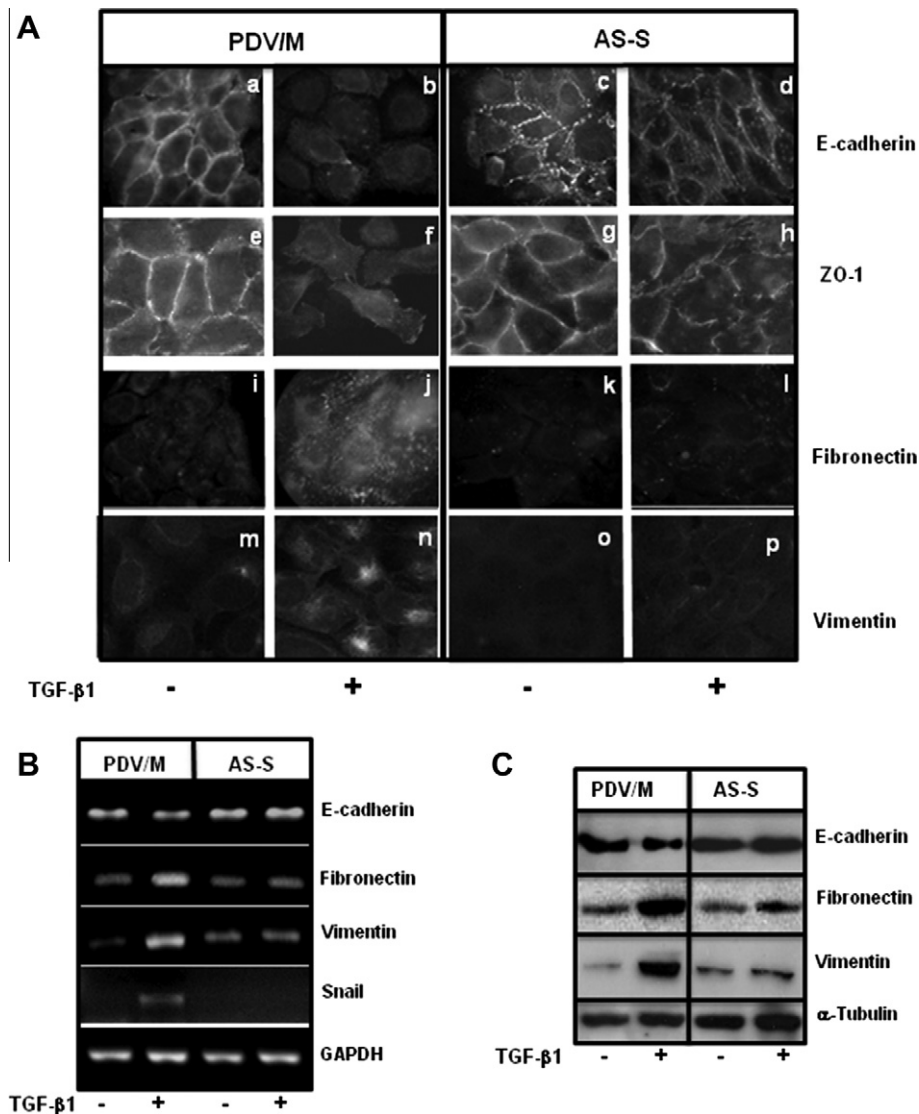 A
PDV/M AS-S
a b c d E-cadherin
e f g h ZO-1
i j k l Fibronectin
m n o p Vimentin
TGF-β1 - + - +
B
PDV/M AS-S
E-cadherin
Fibronectin
Vimentin
Snail
GAPDH
TGF-β1 - + - +
C
PDV/M AS-S
E-cadherin
Fibronectin
Vimentin
α-Tubulin
TGF-β1 - + - +